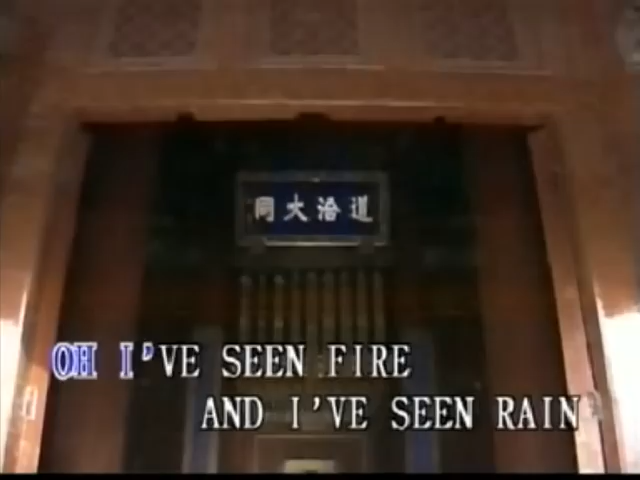 道洽大同
OH I'VE SEEN FIRE
AND I'VE SEEN RAIN